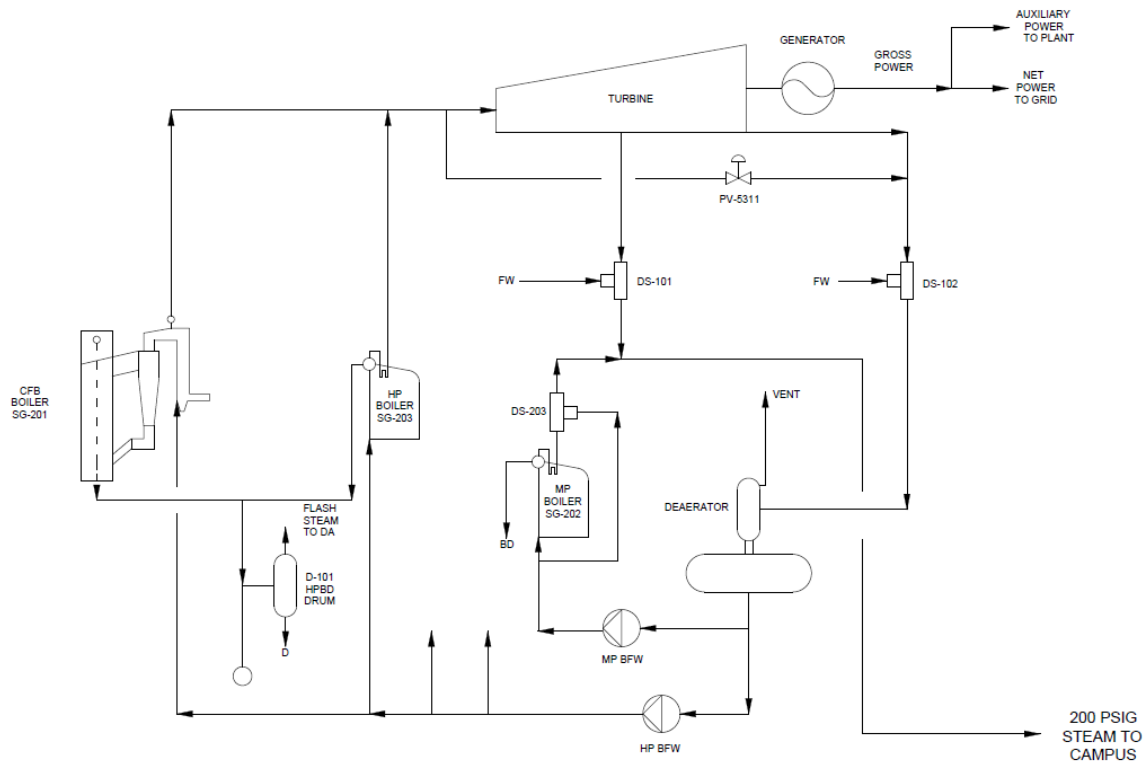 AUXILIARY
POWER
TO PLANT
GENERATOR
GROSS
POWER
NET
POWER
TO GRID
TURBINE
PV-5311
FW
DS-101
FW
DS-102
CFB
BOILER
SG-201
HP
BOILER
SG-203
DS-203
VENT
MP
BOILER
SG-202
DEAERATOR
FLASH
STEAM
TO DA
BD
D-101
HPBD
DRUM
D
MP BFW
HP BFW
200 PSIG
STEAM TO
CAMPUS